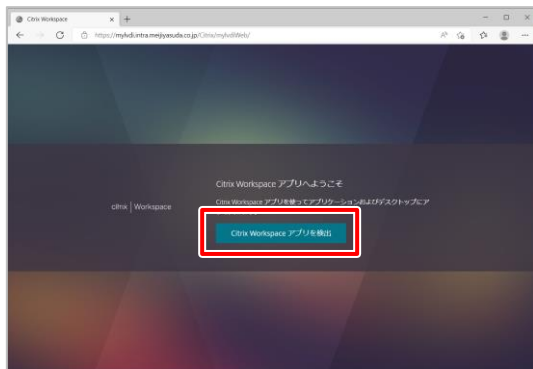 Citrix Workspace
https://mylvdi.intra.meijiyasuda.co.jp/Citrix/mylvdiWeb/
Citrix Workspace アプリへようこそ
citrix | Workspace
Citrix Workspace アプリを使ってアプリケーションおよびデスクトップにア
Citrix Workspace アプリを検出